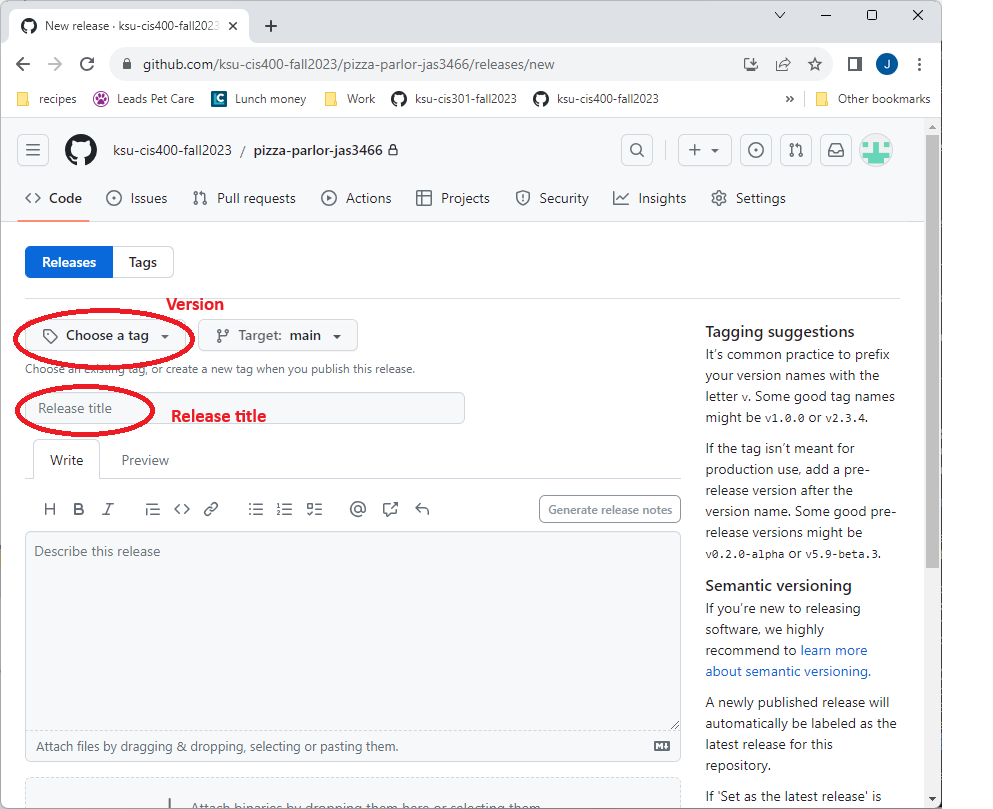 New release · ksu-cis400-fall2023
github.com/ksu-cis400-fall2023/pizza-parlor-jas3466/releases/new
J
recipes Leads Pet Care Lunch money Work ksu-cis301-fall2023 ksu-cis400-fall2023 » Other bookmarks
ksu-cis400-fall2023 / pizza-parlor-jas3466
Code Issues Pull requests Actions Projects Security Insights Settings
Releases Tags
Version
Choose a tag Target: main
Choose an existing tag, or create a new tag when you publish this release.
Release title Release title
Write Preview
H B I @ Generate release notes
Describe this release
Attach files by dragging & dropping, selecting or pasting them.
Attach binaries by dropping them here or selecting them.
Tagging suggestions
It's common practice to prefix
your version names with the
letter v. Some good tag names
might be v1.0.0 or v2.3.4.
If the tag isn't meant for
production use, add a pre-
release version after the
version name. Some good pre-
release versions might be
v0.2.0-alpha or v5.9-beta.3.
Semantic versioning
If you're new to releasing
software, we highly
recommend to learn more
about semantic versioning.
A newly published release will
automatically be labeled as the
latest release for this
repository.
If 'Set as the latest release' is